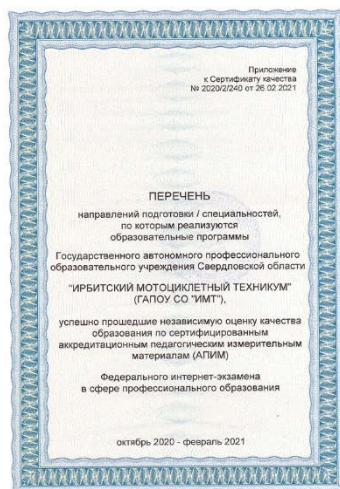 Приложение
к Сертификату качества
№ 2020/2/240 от 26.02.2021
ПЕРЕЧЕНЬ
направлений подготовки / специальностей,
по которым реализуются
образовательные программы
Государственного автономного профессионального
образовательного учреждения Свердловской области
"ИРБИТСКИЙ МОТОЦИКЛЕТНЫЙ ТЕХНИКУМ"
(ГАПОУ СО "ИМТ"),
успешно прошедшие независимую оценку качества
образования по сертифицированным
аккредитационным педагогическим измерительным
материалам (АПИМ)
Федерального интернет-экзамена
в сфере профессионального образования
октябрь 2020 - февраль 2021